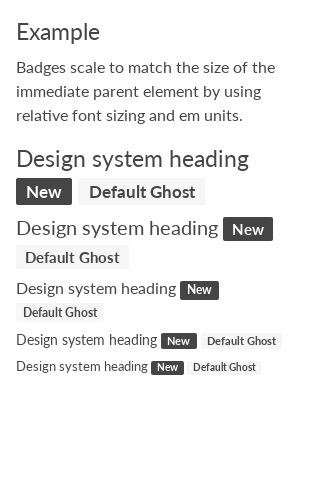 Example
Badges scale to match the size of the
immediate parent element by using
relative font sizing and em units.
Design system heading
New Default Ghost
Design system heading New
Default Ghost
Design system heading New
Default Ghost
Design system heading New Default Ghost
Design system heading New Default Ghost